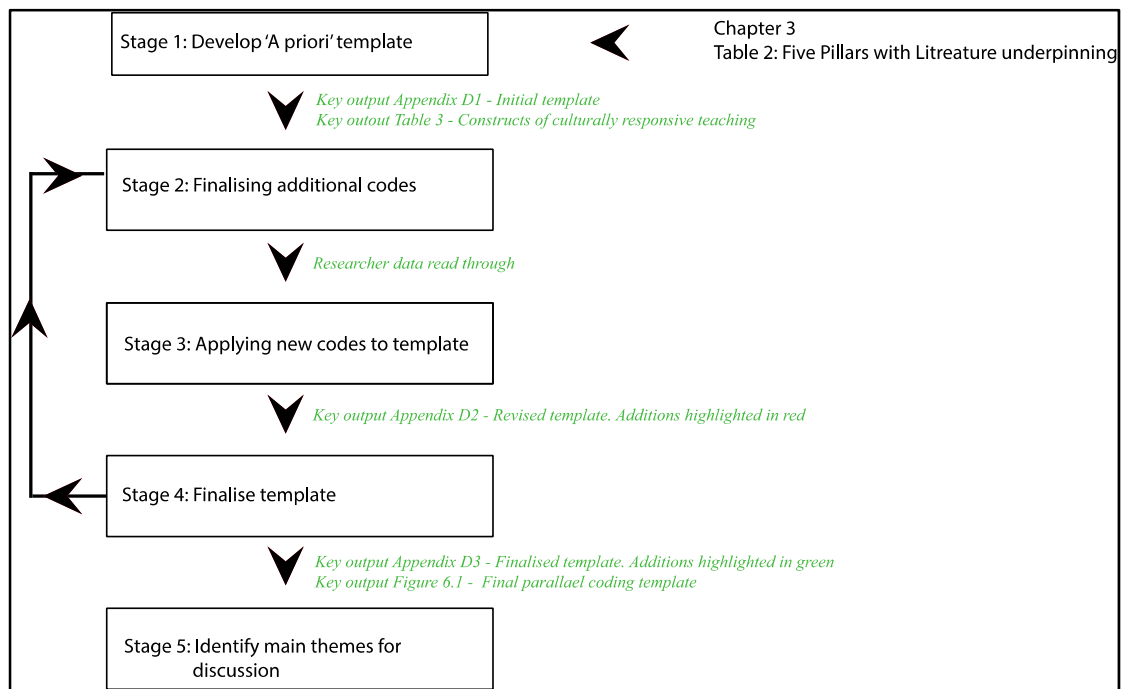 Stage 1: Develop ‘A priori’ template
Chapter 3
Table 2: Five Pillars with Litreature underpinning
Key output Appendix D1 - Initial template
Key outout Table 3 - Constructs of culturally responsive teaching
Stage 2: Finalising additional codes
Researcher data read through
Stage 3: Applying new codes to template
Key output Appendix D2 - Revised template. Additions highlighted in red
Stage 4: Finalise template
Key output Appendix D3 - Finalised template. Additions highlighted in green
Key output Figure 6.1 - Final parallael coding template
Stage 5: Identify main themes for
discussion